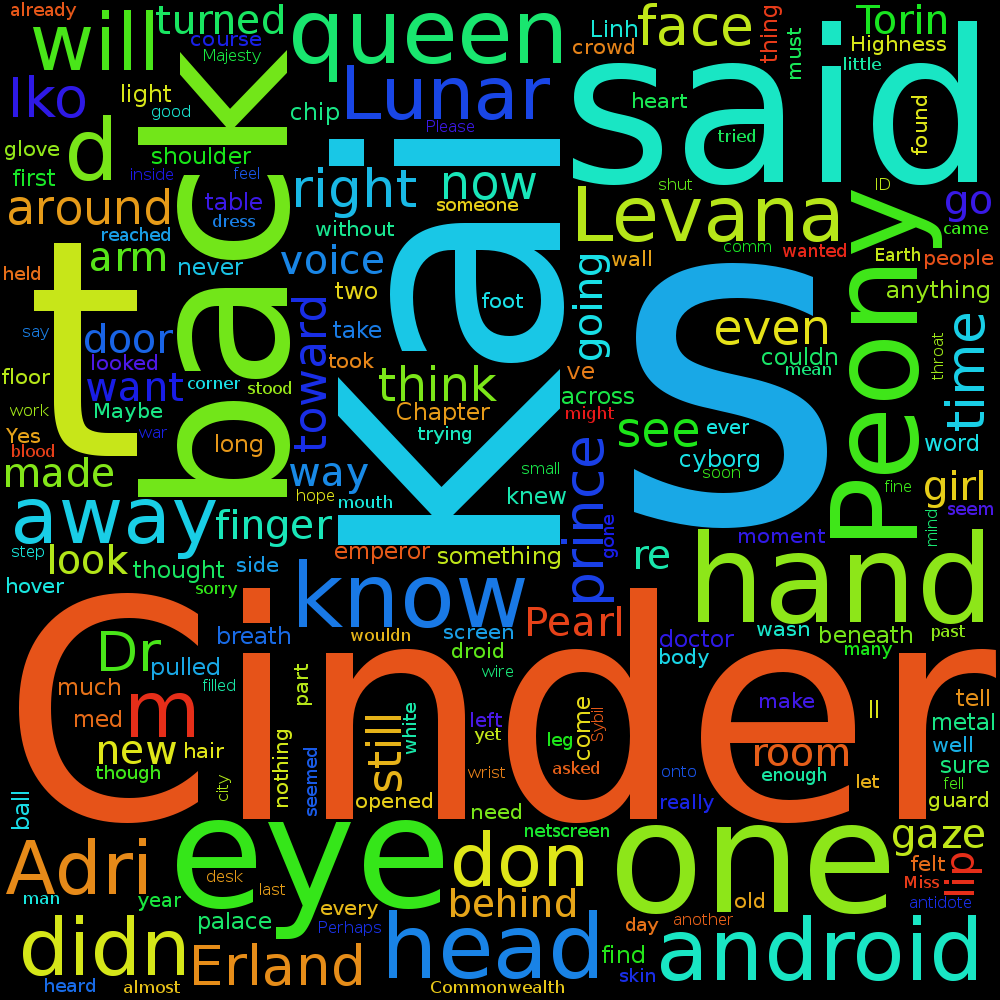 already
will
turned
course
Majesty
queen
Linh
crowd
face
thing
must
Torin
Highness
little
Iko
light
good
chip
Lunar
Please
heart
said
tried
found
glove
d
first
shoulder
inside
feel
back
Kai
right
now
someone
shut
ID
go
came
around
reached
table
dress
without
Levana
comm
wanted
Earth
people
held
t
arm
never
voice
two
foot
going
wall
Peony
anything
say
door
looked
toward
take
took
S
even
couldn
mean
throat
time
floor
want
corner
stood
think
ve
across
might
work
Maybe
war
Chapter
trying
Yes
blood
long
see
ever
cyborg
soon
word
made
way
hope
mouth
small
knew
prince
gone
fine
girl
seem
away
finger
emperor
something
re
moment
mind
step
look
thought
side
hover
sorry
know
hand
Cinder
breath
wouldn
screen
droid
Pearl
doctor
body
wasn
beneath
many
past
Dr
pulled
much
filled
part
wire
med
m
new
hair
though
nothing
seemed
still
white
left
yet
leg
come
Sybil
asked
wrist
make
room
enough
onto
ll
let
tell
metal
well
sure
fell
guard
ball
city
opened
need
netscreen
really
eye
one
gaze
Adri
desk
last
don
felt
Miss
lip
man
year
palace
every
Perhaps
behind
day
another
old
antidote
didn
heard
almost
Erland
head
Commonwealth
find
skin
android